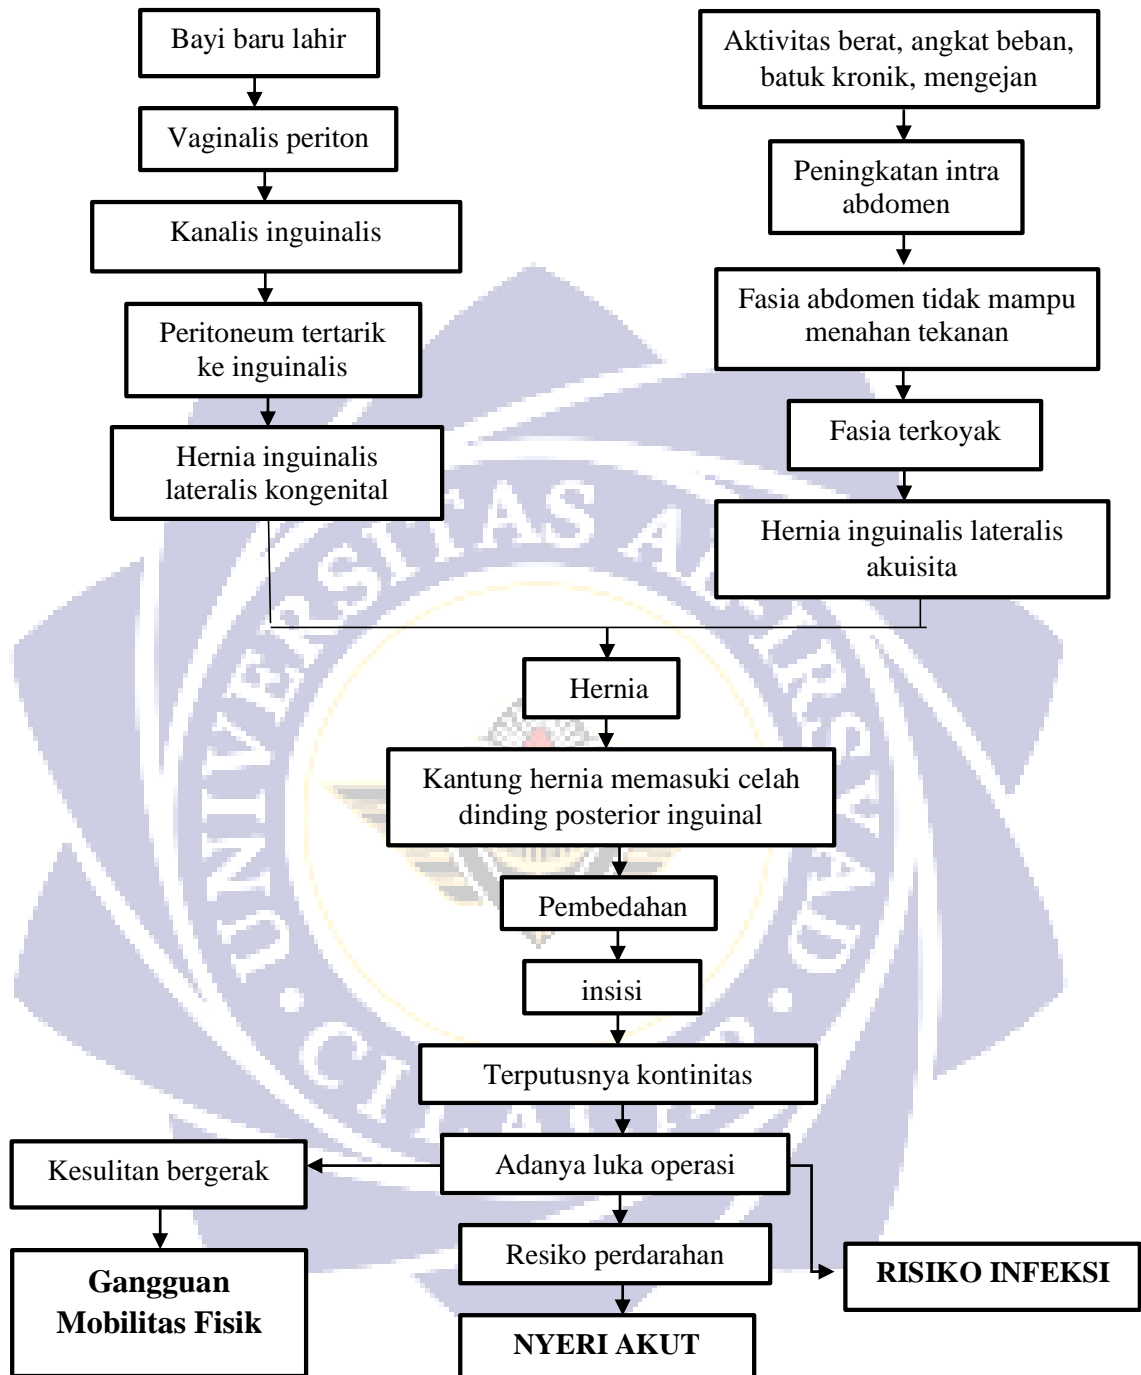 Bayi baru lahir
Vaginalis periton
Kanalis inguinalis
Peritoneum tertarik
ke inguinalis
Hernia inguinalis
lateralis kongenital
Aktivitas berat, angkat beban,
batuk kronik, mengejan
Peningkatan intra
abdomen
Fasia abdomen tidak mampu
menahan tekanan
Fasia terkoyak
Hernia inguinalis lateralis
akuisita
Hernia
Kantung hernia memasuki celah
dinding posterior inguinal
Pembedahan
insisi
Terputusnya kontinitas
Adanya luka operasi
Kesulitan bergerak
Gangguan
Mobilitas Fisik
Resiko perdarahan
NYERI AKUT
RISIKO INFEKSI
UNIVERSITAS